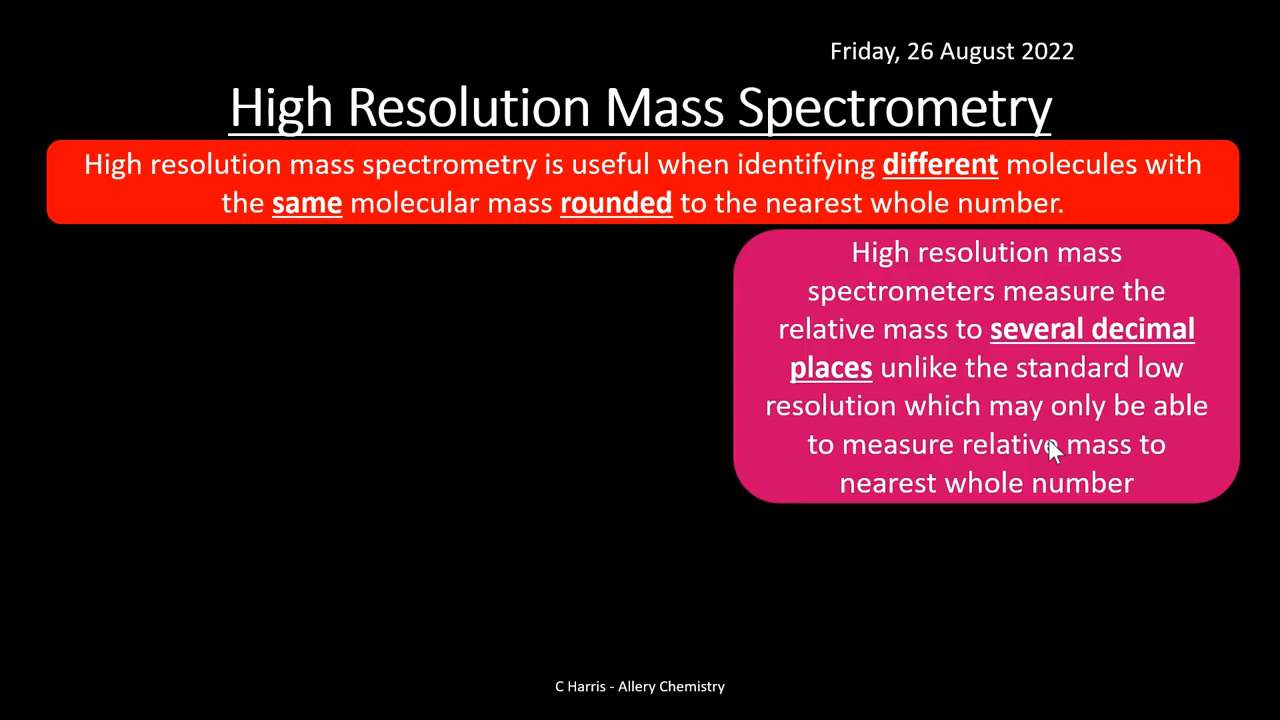 Friday, 26 August 2022
High Resolution Mass Spectrometry
High resolution mass spectrometry is useful when identifying different molecules with
the same molecular mass rounded to the nearest whole number.
High resolution mass
spectrometers measure the
relative mass to several decimal
places unlike the standard low
resolution which may only be able
to measure relative mass to
nearest whole number
C Harris - Allery Chemistry